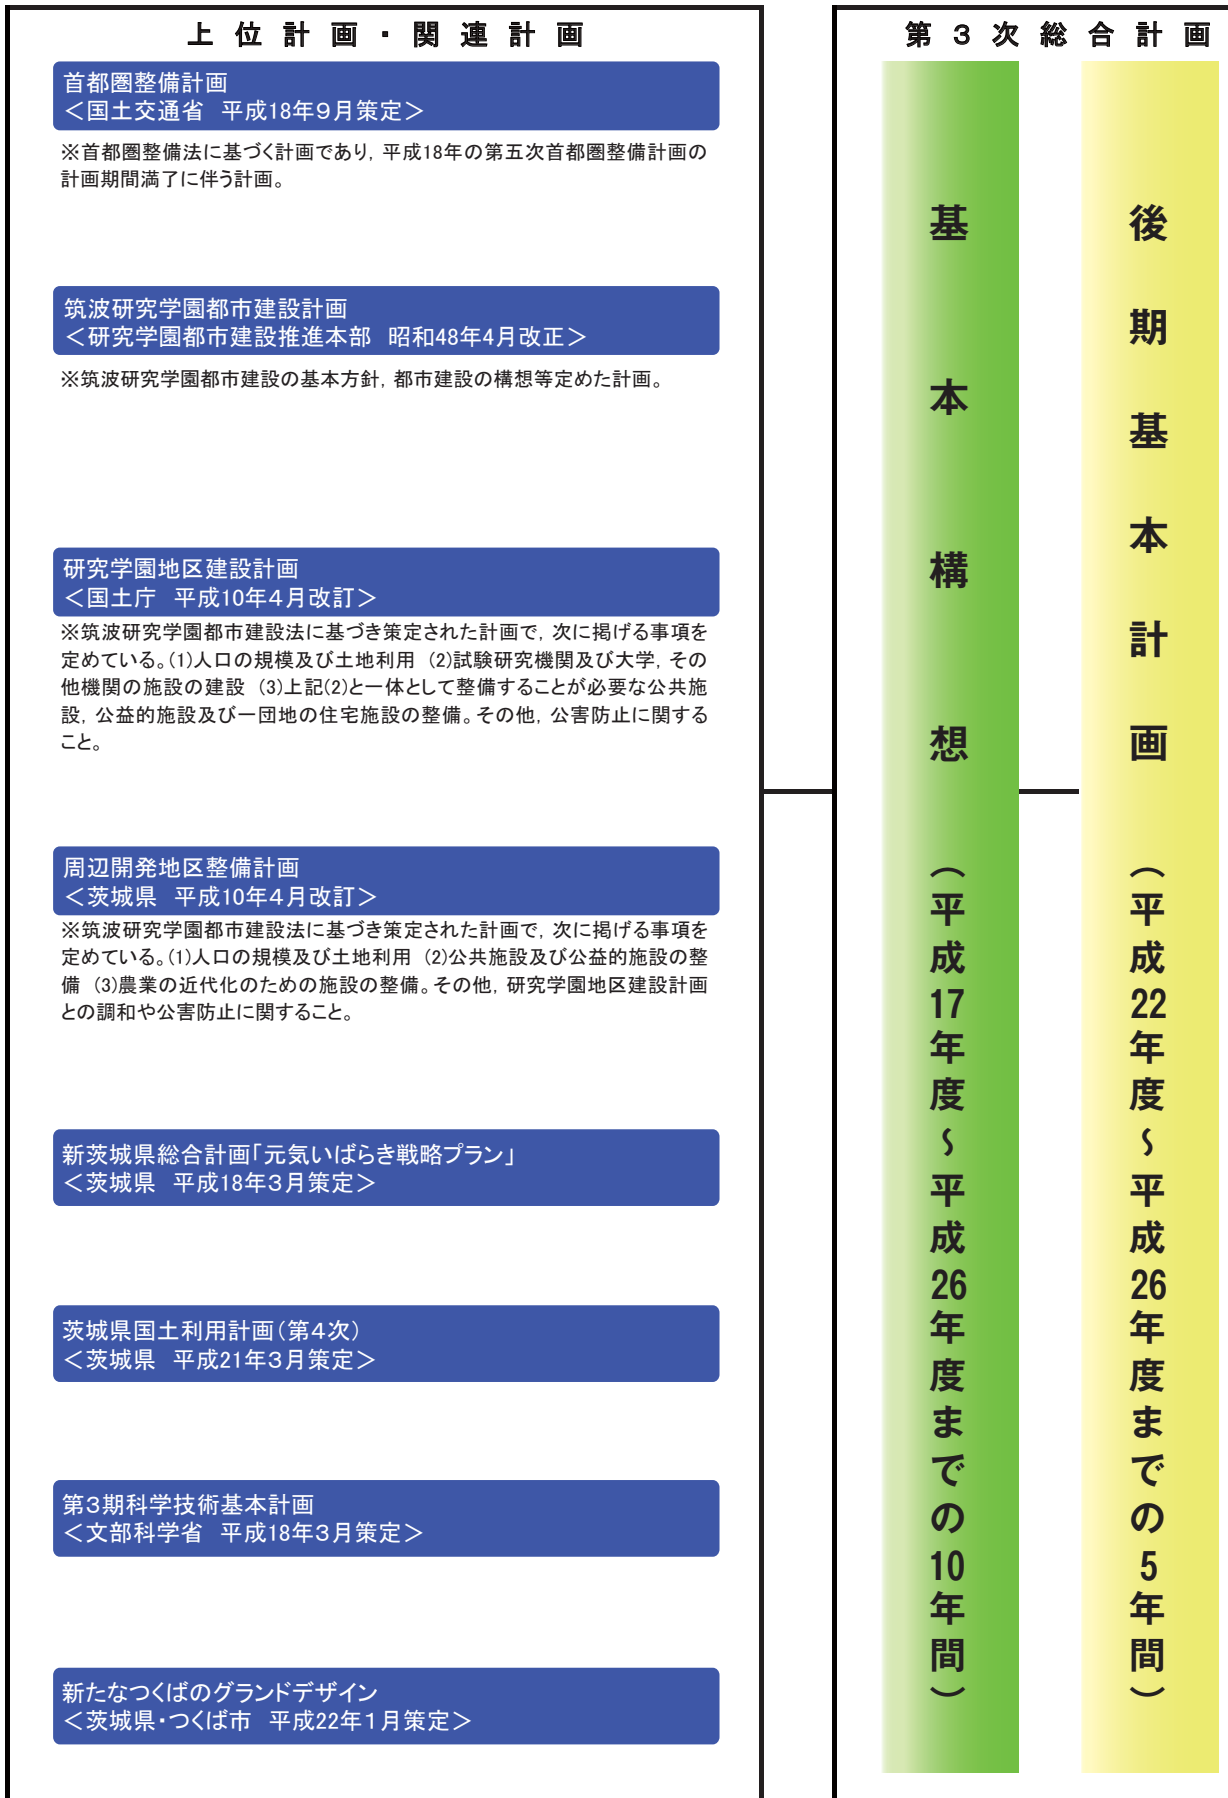 上位計画・関連計画
首都圏整備計画
＜国土交通省　平成18年９月策定＞
※首都圏整備法に基づく計画であり，平成18年の第五次首都圏整備計画の
計画期間満了に伴う計画。
筑波研究学園都市建設計画
＜研究学園都市建設推進本部　昭和48年4月改正＞
※筑波研究学園都市建設の基本方針，都市建設の構想等定めた計画。
研究学園地区建設計画
＜国土庁　平成10年４月改訂＞
※筑波研究学園都市建設法に基づき策定された計画で，次に掲げる事項を
定めている。(1)人口の規模及び土地利用　(2)試験研究機関及び大学，その
他機関の施設の建設　(3)上記(2)と一体として整備することが必要な公共施
設，公益的施設及び一団地の住宅施設の整備。その他，公害防止に関する
こと。
周辺開発地区整備計画
＜茨城県　平成10年４月改訂＞
※筑波研究学園都市建設法に基づき策定された計画で，次に掲げる事項を
定めている。(1)人口の規模及び土地利用　(2)公共施設及び公益的施設の整
備　(3)農業の近代化のための施設の整備。その他，研究学園地区建設計画
との調和や公害防止に関すること。
新茨城県総合計画「元気いばらき戦略プラン」
＜茨城県　平成18年３月策定＞
茨城県国土利用計画（第４次）
＜茨城県　平成21年３月策定＞
第3期科学技術基本計画
＜文部科学省　平成18年３月策定＞
新たなつくばのグランドデザイン
＜茨城県・つくば市　平成22年１月策定＞
第３次総合計画
基本構想（平成17年度～平成26年度までの10年間）
後期基本計画（平成22年度～平成26年度までの5年間）